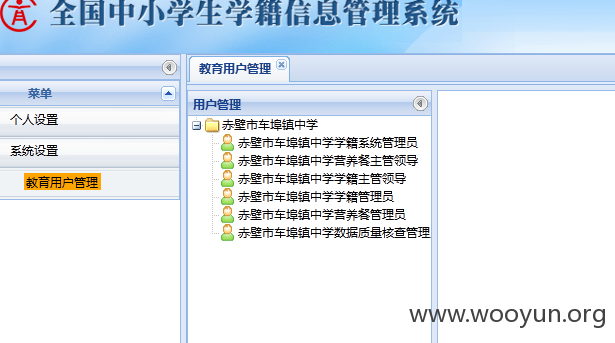 全国中小学生学籍信息管理系统
菜单
个人设置
系统设置
教育用户管理
教育用户管理
用户管理
赤壁市车埠镇中学
赤壁市车埠镇中学学籍系统管理员
赤壁市车埠镇中学营养餐主管领导
赤壁市车埠镇中学学籍主管领导
赤壁市车埠镇中学学籍管理员
赤壁市车埠镇中学营养餐管理员
赤壁市车埠镇中学数据质量核查管理
www.wooyun.org